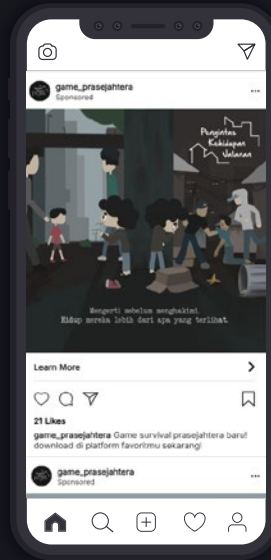 game_prasejahtera
Sponsored
Pengintas
Kehidupan
Jalanan
Mengerti sebelum menghakimi.
Hidup mereka lebih dari apa yang terlihat.
Learn More
21 Likes
game_prasejahtera Game survival prasejahtera baru!
download di platform favoritmu sekarang!
game_prasejahtera
Sponsored